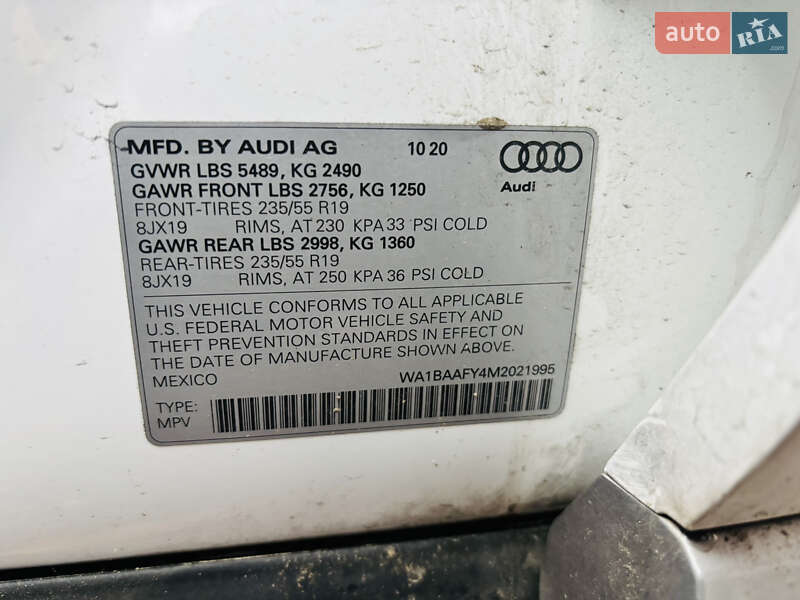 auto RIA.com
MFD. BY AUDI AG 10 20
GVWR LBS 5489, KG 2490
GAWR FRONT LBS 2756, KG 1250
FRONT-TIRES 235/55 R19
8JX19 RIMS, AT 230 KPA 33 PSI COLD
GAWR REAR LBS 2998, KG 1360
REAR-TIRES 235/55 R19
8JX19 RIMS, AT 250 KPA 36 PSI COLD
Audi
THIS VEHICLE CONFORMS TO ALL APPLICABLE
U.S. FEDERAL MOTOR VEHICLE SAFETY AND
THEFT PREVENTION STANDARDS IN EFFECT ON
THE DATE OF MANUFACTURE SHOWN ABOVE.
MEXICO WA1BAAFY4M2021995
TYPE:
MPV